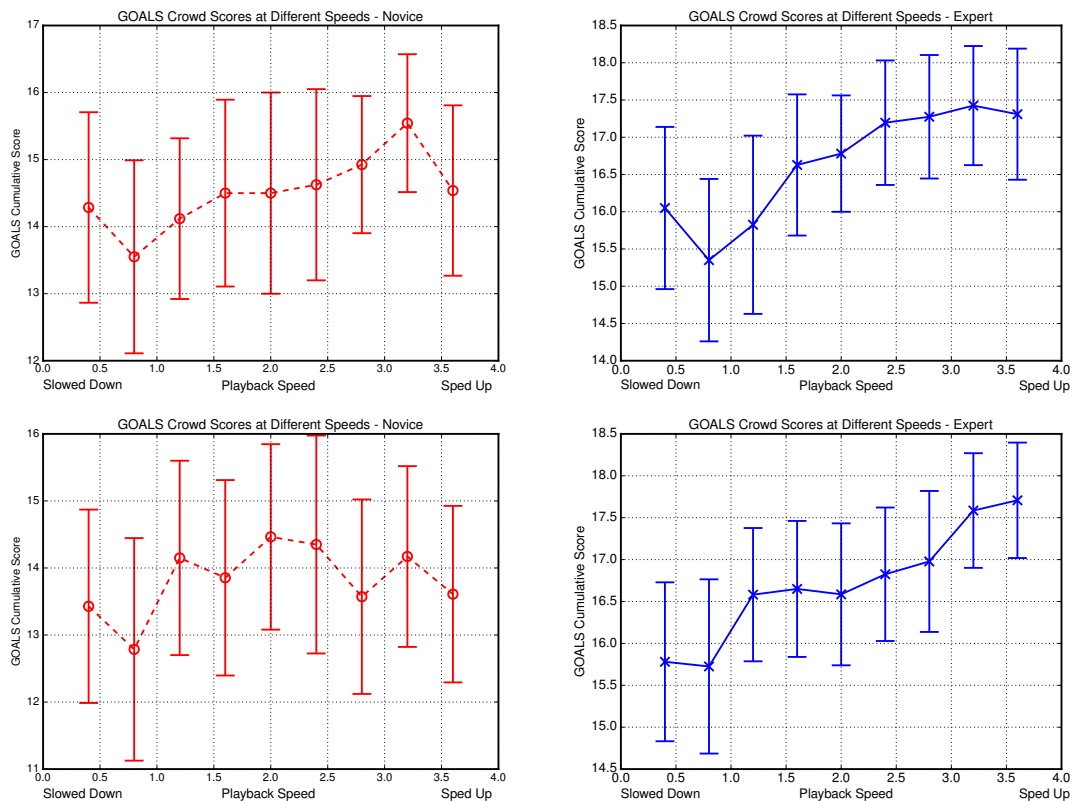 GOALS Crowd Scores at Different Speeds - Novice
GOALS Cumulative Score
17
16
15
14
13
12
0.0 0.5 1.0 1.5 2.0 2.5 3.0 3.5 4.0
Slowed Down Playback Speed Sped Up
GOALS Crowd Scores at Different Speeds - Expert
GOALS Cumulative Score
18.5
18.0
17.5
17.0
16.5
16.0
15.5
15.0
14.5
14.0
0.0 0.5 1.0 1.5 2.0 2.5 3.0 3.5 4.0
Slowed Down Playback Speed Sped Up
GOALS Crowd Scores at Different Speeds - Novice
GOALS Cumulative Score
16
15
14
13
12
11
0.0 0.5 1.0 1.5 2.0 2.5 3.0 3.5 4.0
Slowed Down Playback Speed Sped Up
GOALS Crowd Scores at Different Speeds - Expert
GOALS Cumulative Score
18.5
18.0
17.5
17.0
16.5
16.0
15.5
15.0
14.5
0.0 0.5 1.0 1.5 2.0 2.5 3.0 3.5 4.0
Slowed Down Playback Speed Sped Up